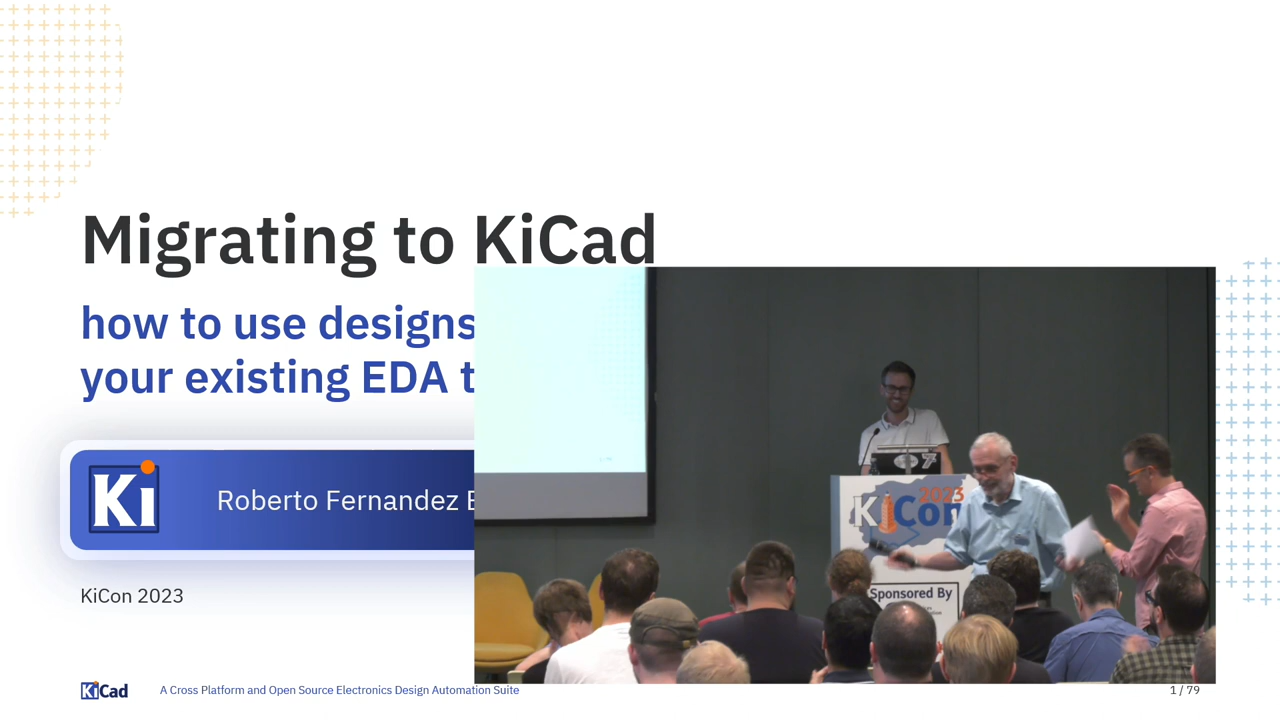 Migrating to KiCad
how to use designs
your existing EDA t
Ki
Roberto Fernandez
KiCon 2023
2023
KiCon
Sponsored By
KiCad
A Cross Platform and Open Source Electronics Design Automation Suite
1 / 79